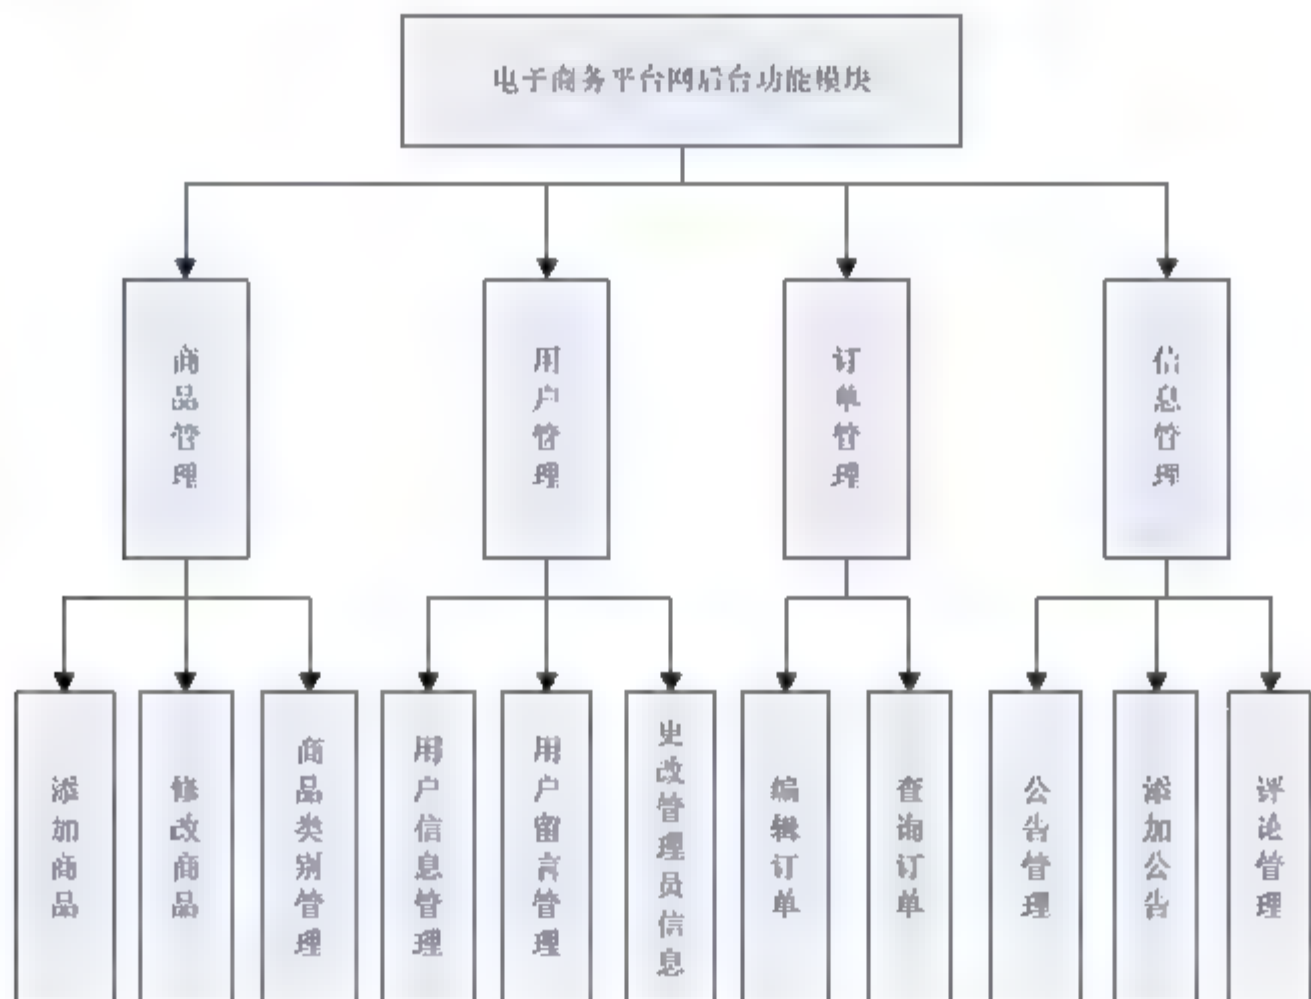 电子商务平台网后台功能模块
商品管理
用户管理
订单管理
信息管理
添加商品
修改商品
商品类别管理
用户信息管理
用户留言管理
更改管理员信息
编辑订单
查询订单
公告管理
添加公告
评论管理